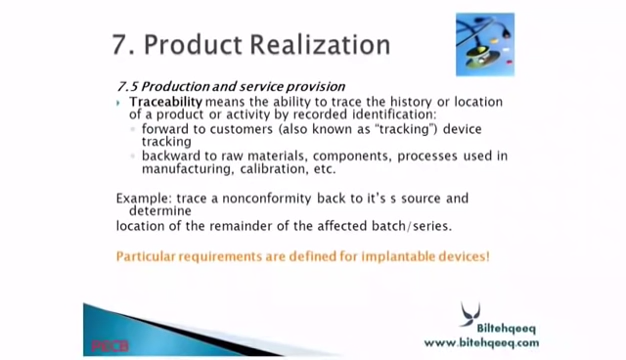 7. Product Realization
7.5 Production and service provision
Traceability means the ability to trace the history or location
of a product or activity by recorded identification:
forward to customers (also known as "tracking") device
tracking
backward to raw materials, components, processes used in
manufacturing, calibration, etc.
Example: trace a nonconformity back to it's s source and
determine
location of the remainder of the affected batch/series.
Particular requirements are defined for implantable devices!
Biltehqeeq
PECB
www.bitehqeeq.com